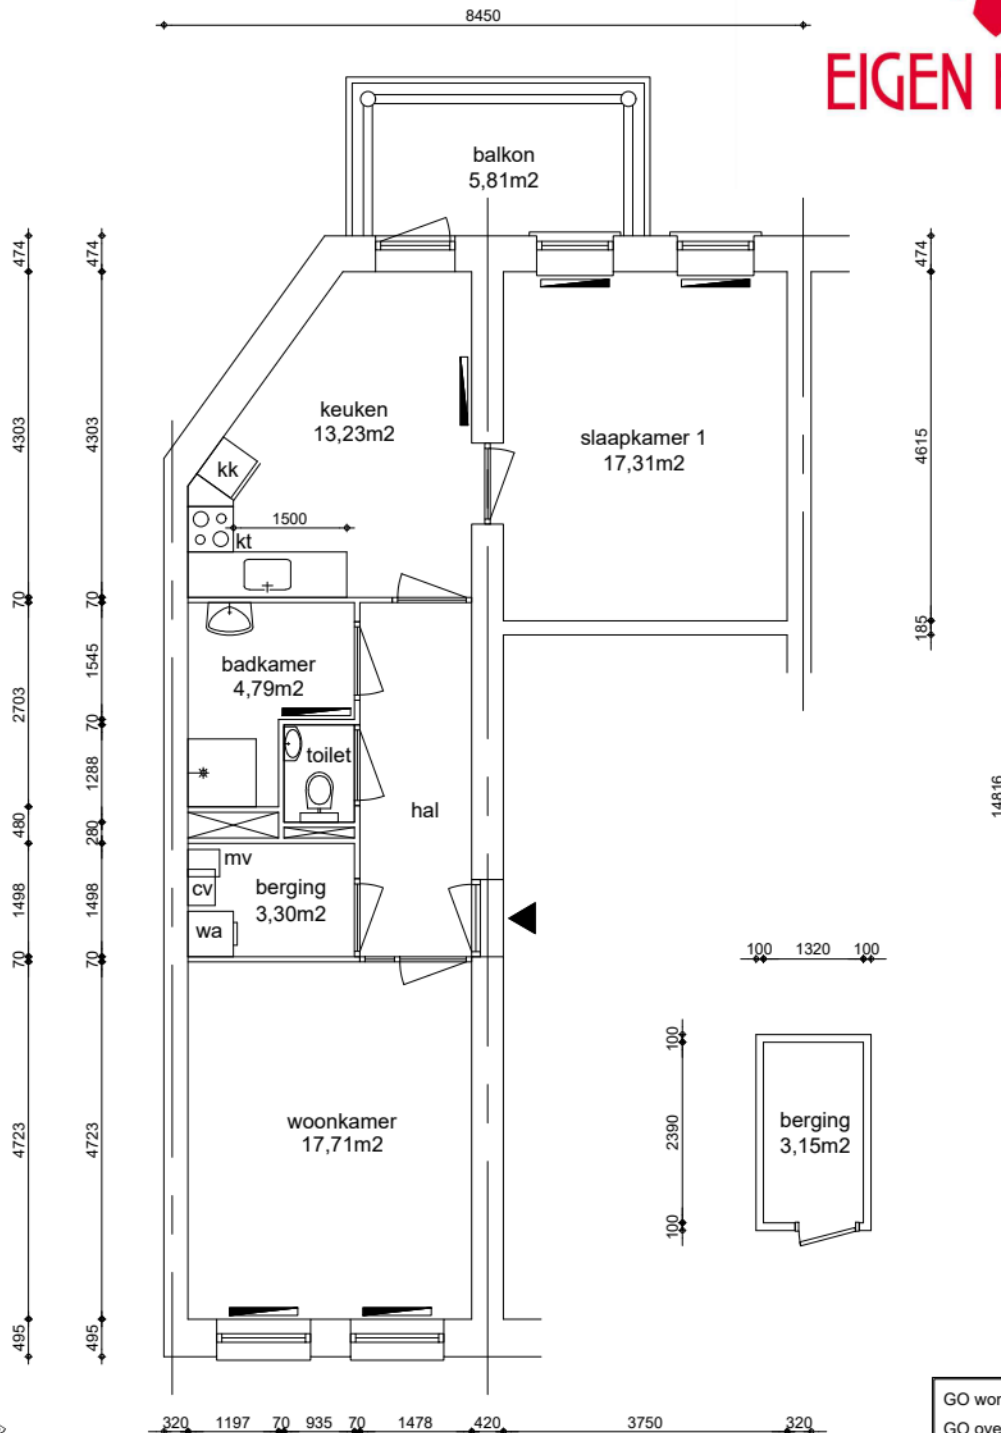 8450
EIGEN
balkon
5,81m2
474
474
474
keuken
13,23m2
slaapkamer 1
17,31m2
4303
4303
4615
kk
1500
kt
70
70
185
badkamer
4,79m2
1545
2703
70
toilet
1288
hal
14816
480
280
mv
cv
berging
3,30m2
wa
1498
1498
70
70
100 1320 100
100
2390
100
berging
3,15m2
woonkamer
17,71m2
4723
4723
495
495
320 1197 70 935 70 1478 420 3750 320
GO
GO